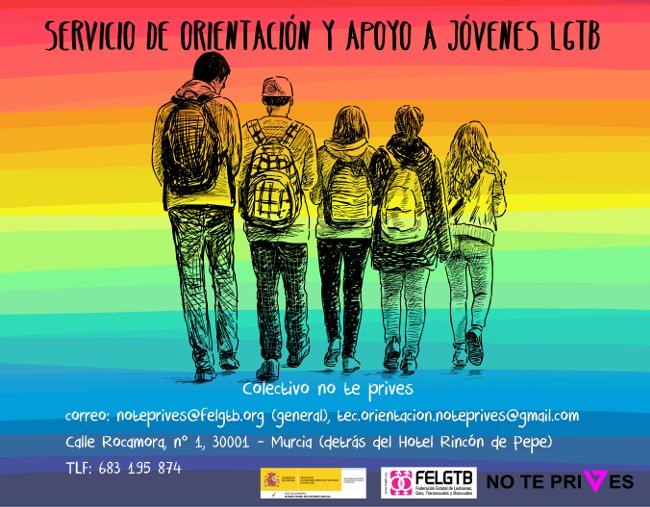 SERVICIO DE ORIENTACIÓN Y APOYO A JÓVENES LGTB
Colectivo no te prives
correo: noteprives@felgtb.org (general), tec.orientacion.noteprives@gmail.com
Calle Rocamora, nº 1, 30001 - Murcia (detrás del Hotel Rincón de Pepe)
TLF: 683 195 874
FELGTB
Federación Estatal de Lesbianas,
Gais, Transexuales y Bisexuales
NO TE PRIVES